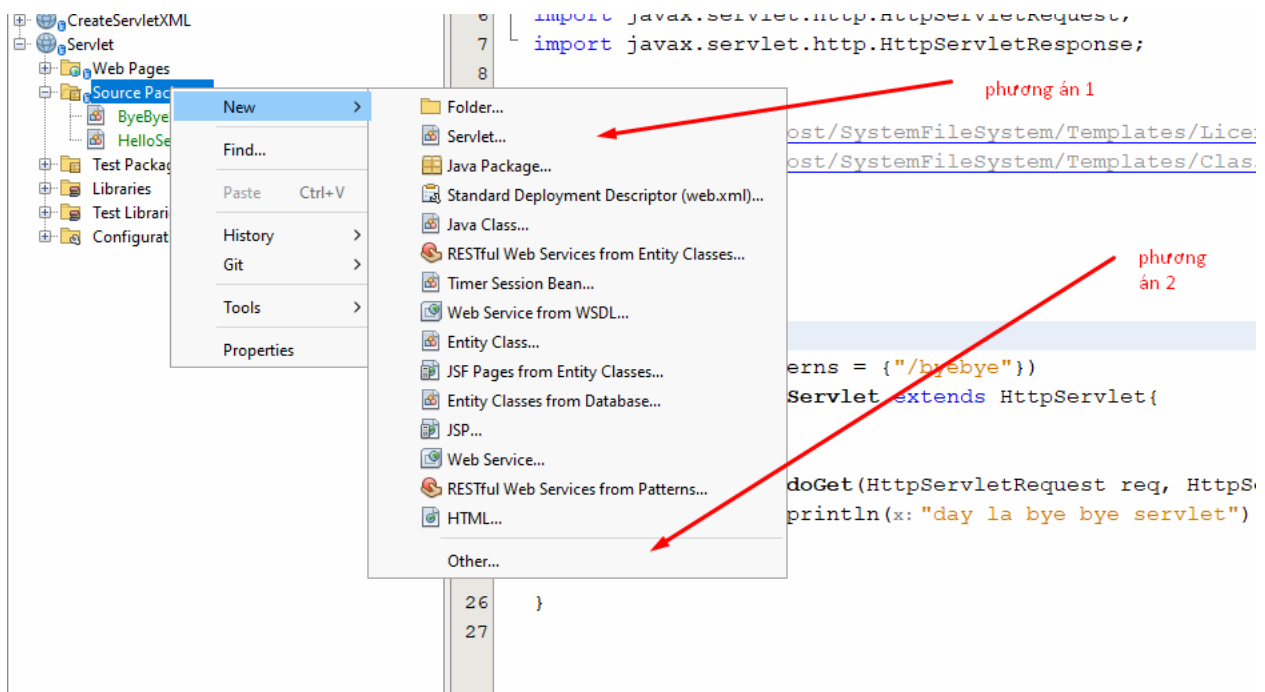 CreateServletXML
Servlet
Web Pages
Source Pac
ByeBye
HelloSe
Test Packag
Libraries
Test Librari
Configurat
New
Find...
Paste Ctrl+V
History
Git
Tools
Properties
Folder...
Servlet...
Java Package...
Standard Deployment Descriptor (web.xml)...
Java Class...
RESTful Web Services from Entity Classes...
Timer Session Bean...
Web Service from WSDL...
Entity Class...
JSF Pages from Entity Classes...
Entity Classes from Database...
JSP...
Web Service...
RESTful Web Services from Patterns...
HTML...
Other...
6 import javax.servlet.http.HttpServletRequest;
7 import javax.servlet.http.HttpServletResponse;
8
phương án 1
ost/SystemFileSystem/Templates/Lice
ost/SystemFileSystem/Templates/Clas
phương
án 2
erns = {"/byebye"})
Servlet extends HttpServlet{
doGet(HttpServletRequest req, HttpS
println(x: "day la bye bye servlet")
26 }
27